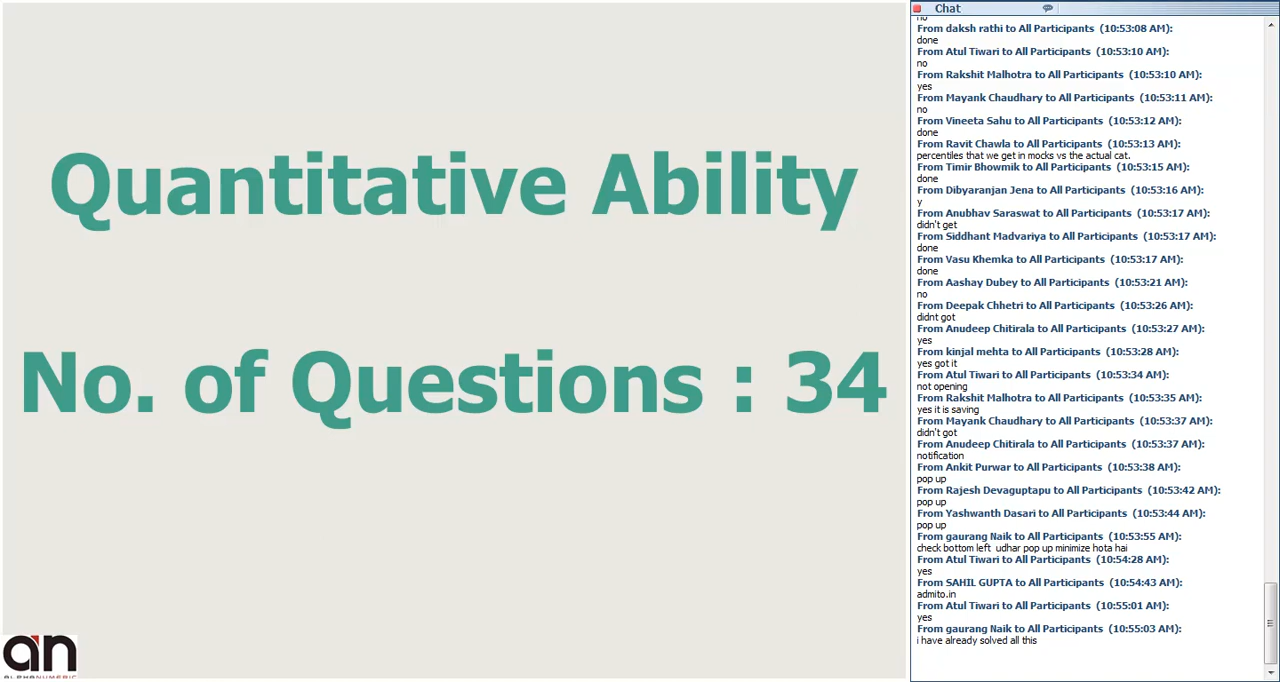 Quantitative Ability
No. of Questions : 34
an
ALPHANUMERIC
Chat
no
From daksh rathi to All Participants (10:53:08 AM):
done
From Atul Tiwari to All Participants (10:53:10 AM):
no
From Rakshit Malhotra to All Participants (10:53:10 AM):
yes
From Mayank Chaudhary to All Participants (10:53:11 AM):
no
From Vineeta Sahu to All Participants (10:53:12 AM):
done
From Ravit Chawla to All Participants (10:53:13 AM):
percentiles that we get in mocks vs the actual cat.
From Timir Bhowmik to All Participants (10:53:15 AM):
done
From Dibyaranjan Jena to All Participants (10:53:16 AM):
y
From Anubhav Saraswat to All Participants (10:53:17 AM):
didn't get
From Siddhant Madvariya to All Participants (10:53:17 AM):
done
From Vasu Khemka to All Participants (10:53:17 AM):
done
From Aashay Dubey to All Participants (10:53:21 AM):
no
From Deepak Chhetri to All Participants (10:53:26 AM):
didnt got
From Anudeep Chitirala to All Participants (10:53:27 AM):
yes
From kinjal mehta to All Participants (10:53:28 AM):
yes got it
From Atul Tiwari to All Participants (10:53:34 AM):
not opening
From Rakshit Malhotra to All Participants (10:53:35 AM):
yes it is saving
From Mayank Chaudhary to All Participants (10:53:37 AM):
didn't got
From Anudeep Chitirala to All Participants (10:53:37 AM):
notification
From Ankit Purwar to All Participants (10:53:38 AM):
pop up
From Rajesh Devaguptapu to All Participants (10:53:42 AM):
pop up
From Yashwanth Dasari to All Participants (10:53:44 AM):
pop up
From gaurang Naik to All Participants (10:53:55 AM):
check bottom left udhar pop up minimize hota hai
From Atul Tiwari to All Participants (10:54:28 AM):
yes
From SAHIL GUPTA to All Participants (10:54:43 AM):
admito.in
From Atul Tiwari to All Participants (10:55:01 AM):
yes
From gaurang Naik to All Participants (10:55:03 AM):
i have already solved all this